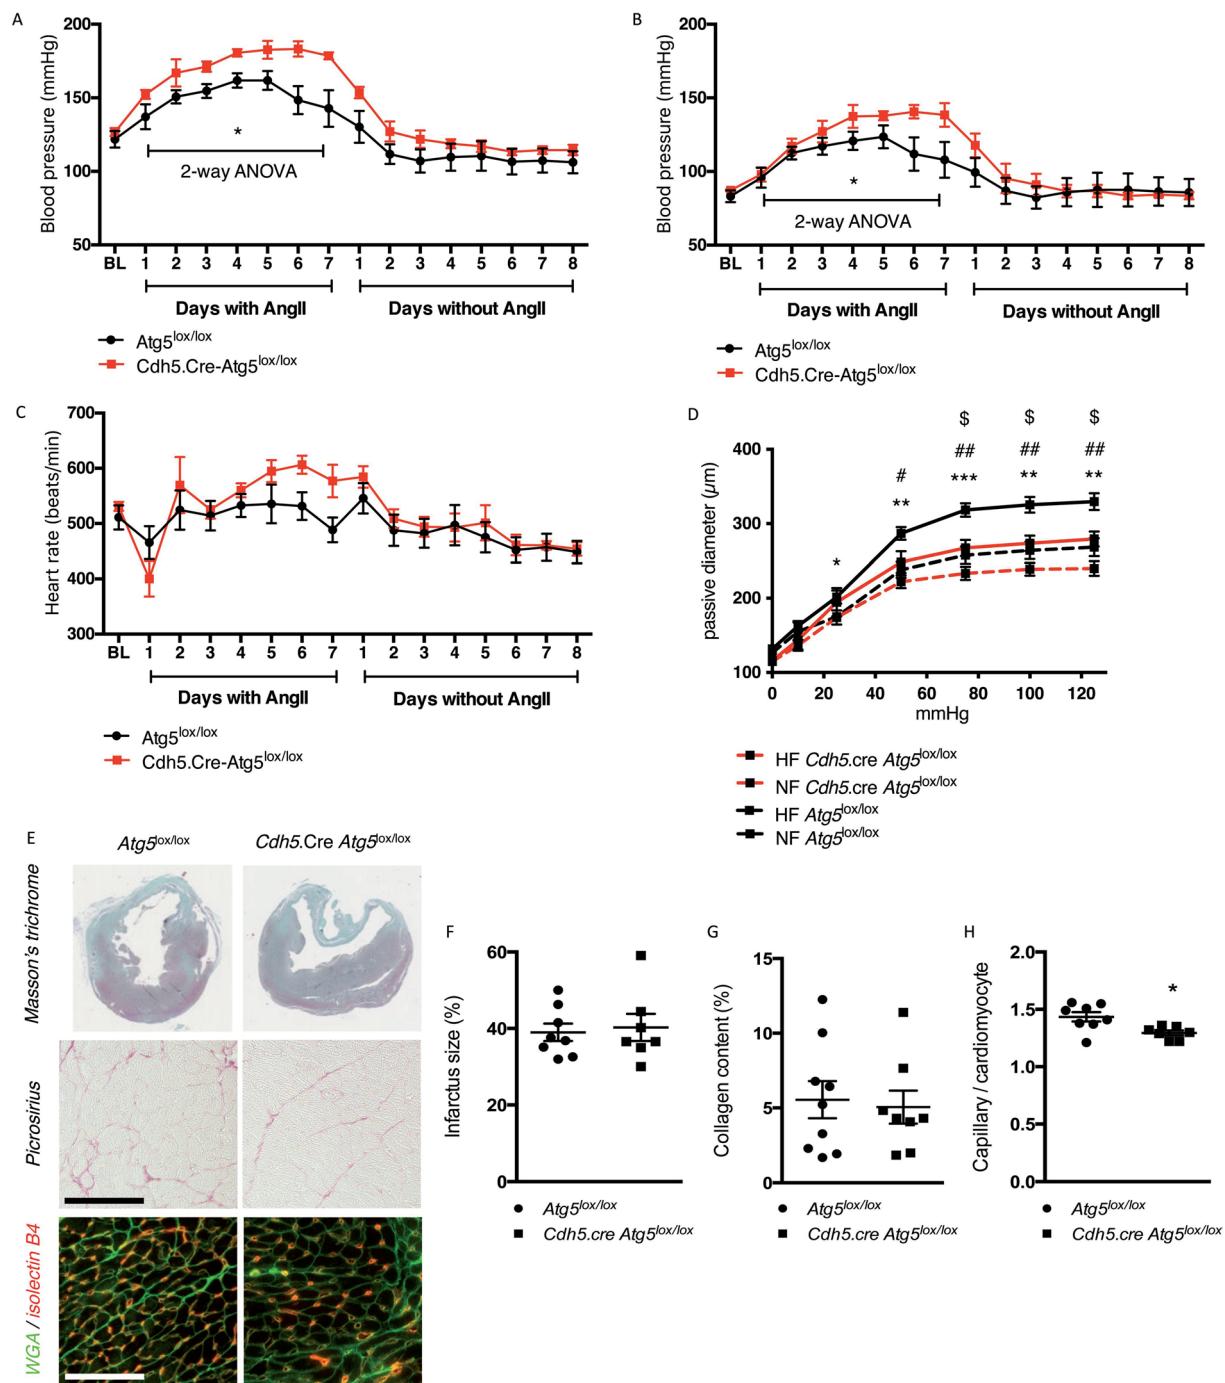 A
Blood pressure (mmHg)
200
150
100
50
*
2-way ANOVA
BL 1 2 3 4 5 6 7 1 2 3 4 5 6 7 8
Days with AngII Days without AngII
Atg5lox/lox
Cdh5.Cre-Atg5lox/lox
B
Blood pressure (mmHg)
200
150
100
50
*
2-way ANOVA
BL 1 2 3 4 5 6 7 1 2 3 4 5 6 7 8
Days with AngII Days without AngII
Atg5lox/lox
Cdh5.Cre-Atg5lox/lox
C
Heart rate (beats/min)
700
600
500
400
300
BL 1 2 3 4 5 6 7 1 2 3 4 5 6 7 8
Days with AngII Days without AngII
Atg5lox/lox
Cdh5.Cre-Atg5lox/lox
D
passive diameter (µm)
$ $ $
# ## ## ##
* ** *** ** **
400
300
200
100
0 20 40 60 80 100 120
mmHg
HF Cdh5.cre Atg5lox/lox
NF Cdh5.cre Atg5lox/lox
HF Atg5lox/lox
NF Atg5lox/lox
E
Atg5lox/lox Cdh5.Cre Atg5lox/lox
Masson's trichrome
Picrosirius
WGA / isolectin B4
F
Infarctus size (%)
60
40
20
0
Atg5lox/lox
Cdh5.cre Atg5lox/lox
G
Collagen content (%)
15
10
5
0
Atg5lox/lox
Cdh5.cre Atg5lox/lox
H
Capillary / cardiomyocyte
2.0
1.5
1.0
0.5
0.0
*
Atg5lox/lox
Cdh5.cre Atg5lox/lox